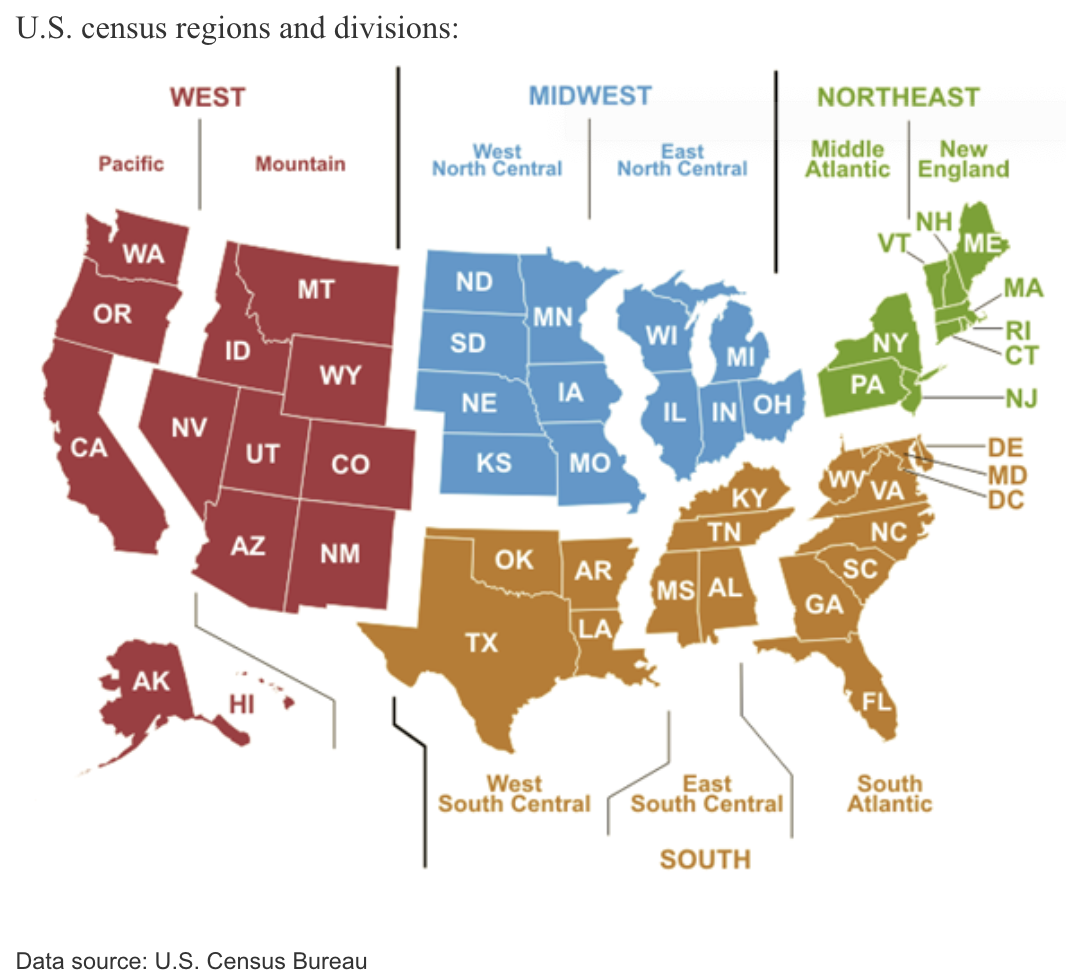 U.S. census regions and divisions:
WEST
MIDWEST
NORTHEAST
Pacific
Mountain
West
North Central
East
North Central
Middle
Atlantic
New
England
WA
OR
CA
NV
ID
MT
WY
UT
CO
AZ
NM
AK
HI
ND
SD
NE
KS
MN
IA
MO
WI
MI
IL
IN
OH
NY
PA
VT
NH
ME
MA
RI
CT
NJ
DE
MD
DC
WV
VA
NC
SC
GA
FL
KY
TN
MS
AL
OK
AR
TX
LA
West
South Central
East
South Central
South
Atlantic
SOUTH
Data source: U.S. Census Bureau